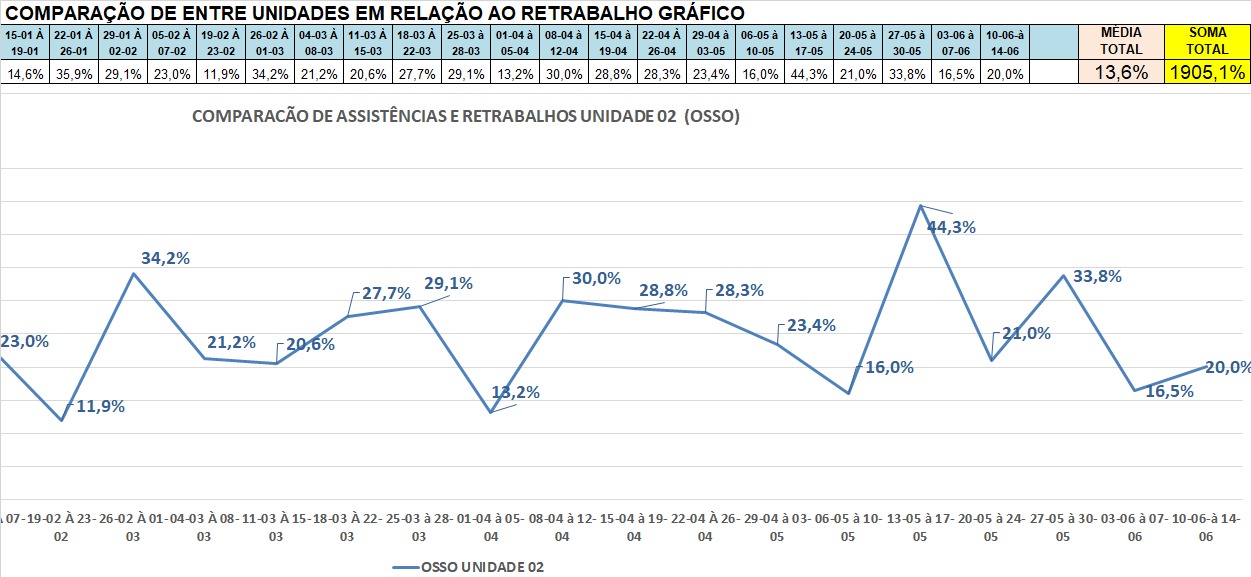 COMPARAÇÃO DE ENTRE UNIDADES EM RELAÇÃO AO RETRABALHO GRÁFICO
15-01 À 19-01 22-01 À 26-01 29-01 À 02-02 05-02 À 07-02 19-02 À 23-02 26-02 À 01-03 04-03 À 08-03 11-03 À 15-03 18-03 À 22-03 25-03 à 28-03 01-04 à 05-04 08-04 à 12-04 15-04 à 19-04 22-04 À 26-04 29-04 à 03-05 06-05 à 10-05 13-05 à 17-05 20-05 à 24-05 27-05 à 30-05 03-06 à 07-06 10-06-à 14-06 MÉDIA TOTAL SOMA TOTAL
14,6% 35,9% 29,1% 23,0% 11,9% 34,2% 21,2% 20,6% 27,7% 29,1% 13,2% 30,0% 28,8% 28,3% 23,4% 16,0% 44,3% 21,0% 33,8% 16,5% 20,0% 13,6% 1905,1%
COMPARACÃO DE ASSISTÊNCIAS E RETRABALHOS UNIDADE 02 (OSSO)
23,0%
11,9%
34,2%
21,2%
20,6%
27,7%
29,1%
13,2%
30,0%
28,8%
28,3%
23,4%
16,0%
44,3%
21,0%
33,8%
16,5%
20,0%
À 07- 19-02 À 23- 26-02 À 01- 04-03 À 08- 11-03 À 15- 18-03 À 22- 25-03 à 28- 01-04 à 05- 08-04 à 12- 15-04 à 19- 22-04 À 26- 29-04 à 03- 06-05 à 10- 13-05 à 17- 20-05 à 24- 27-05 à 30- 03-06 à 07- 10-06-à 14-
02 03 03 03 03 03 04 04 04 04 05 05 05 05 05 06 06
OSSO UNIDADE 02